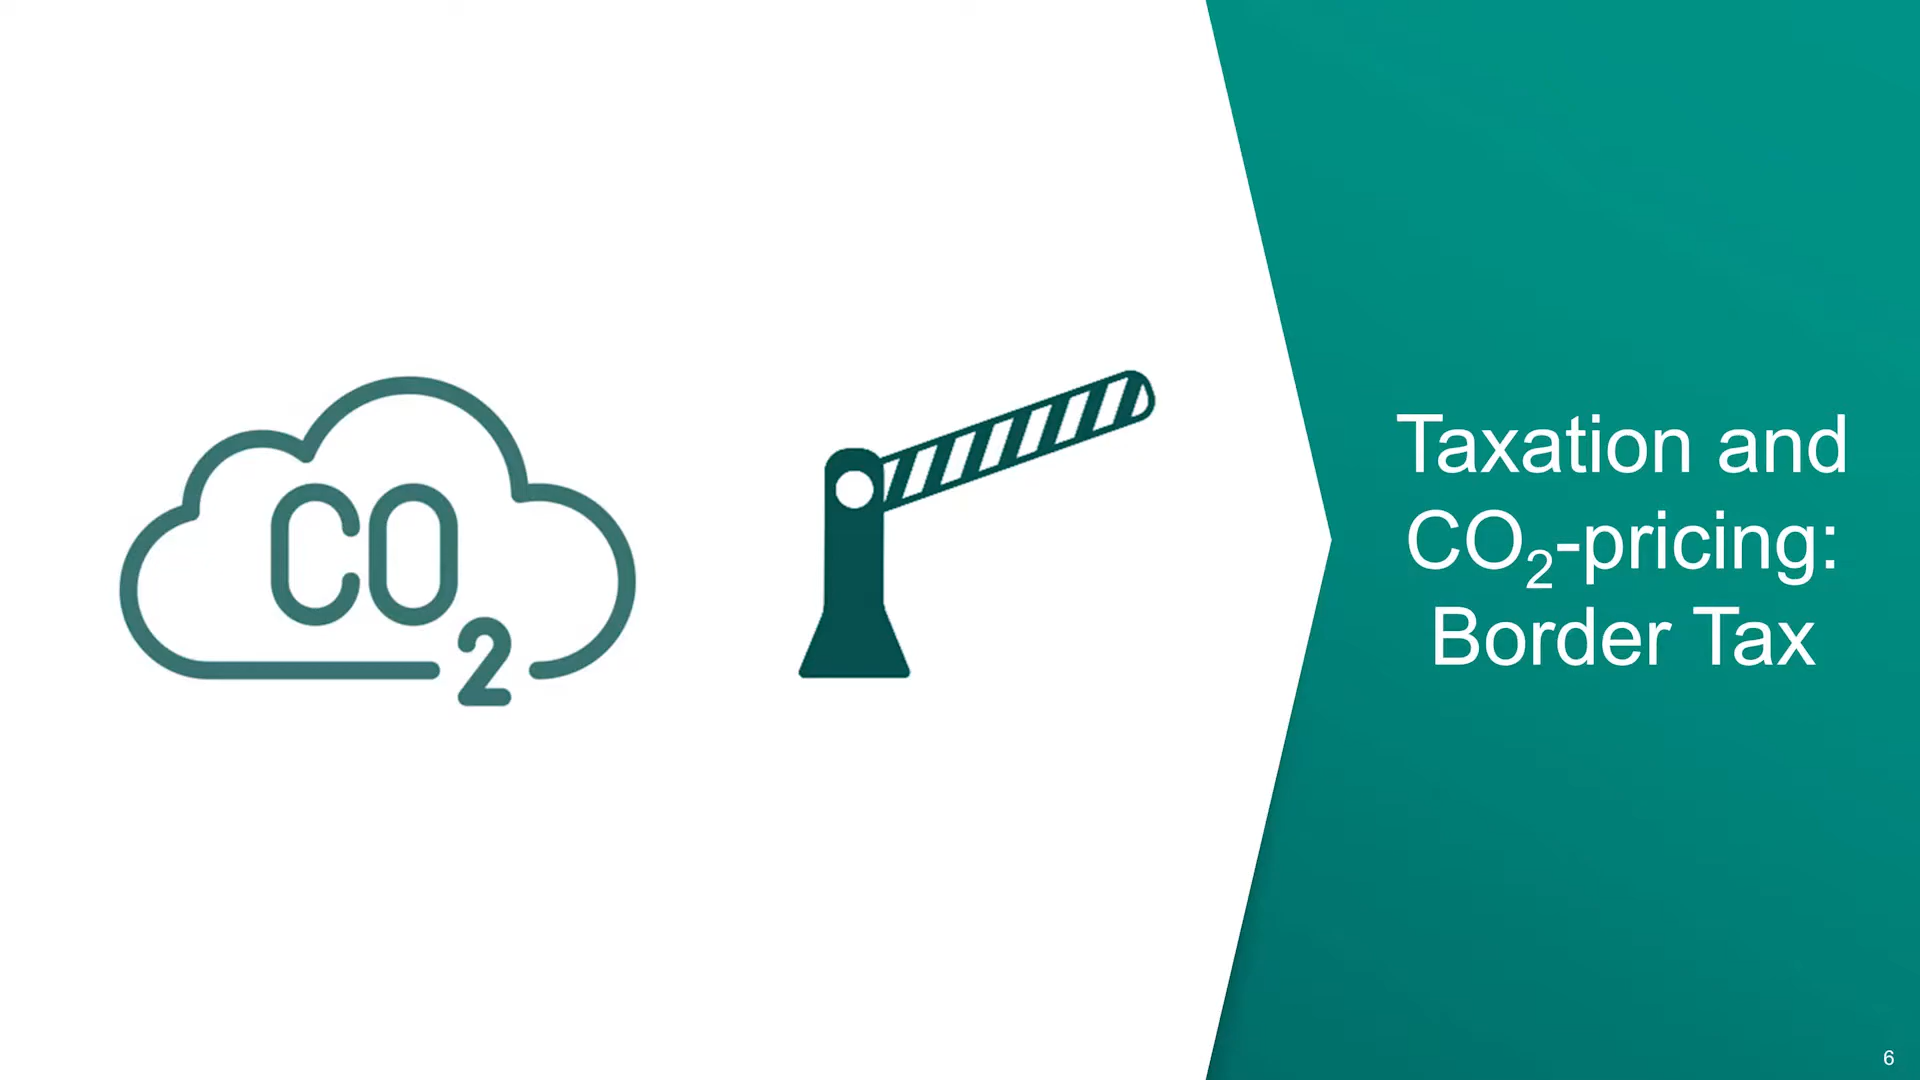 CO₂
Taxation and
CO₂-pricing:
Border Tax
6